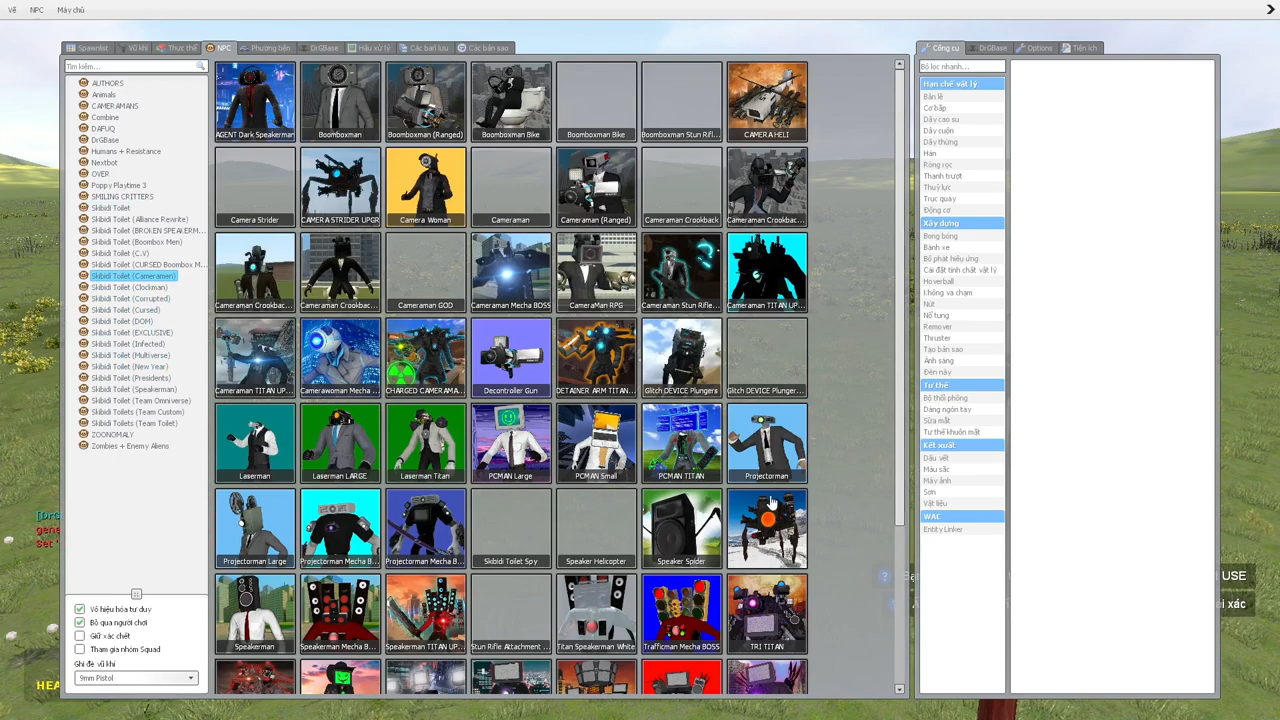 Vẽ NPC Máy chủ
Spawnlist Vũ khí Thực thể NPC Phương tiện DrGBase Hậu xử lý Các bản lưu Các bản sao
Công cụ DrGBase Options Tiện ích
Tìm kiếm...
AUTHORS
Animals
CAMERAMANS
Combine
DAFUQ
DrGBase
Humans + Resistance
Nextbot
OVER
Poppy Playtime 3
SMILING CRITTERS
Skibidi Toilet
Skibidi Toilet (Alliance Rewrite)
Skibidi Toilet (BROKEN SPEAKERM...
Skibidi Toilet (Boombox Men)
Skibidi Toilet (C.V)
Skibidi Toilet (CURSED Boombox M...
Skibidi Toilet (Cameramen)
Skibidi Toilet (Clockman)
Skibidi Toilet (Corrupted)
Skibidi Toilet (Cursed)
Skibidi Toilet (DOM)
Skibidi Toilet (EXCLUSIVE)
Skibidi Toilet (Infected)
Skibidi Toilet (Multiverse)
Skibidi Toilet (New Year)
Skibidi Toilet (Presidents)
Skibidi Toilet (Speakerman)
Skibidi Toilet (Team Omniverse)
Skibidi Toilets (Team Custom)
Skibidi Toilets (Team Toilet)
ZOONOMALY
Zombies + Enemy Aliens
Vô hiệu hóa tư duy
Bỏ qua người chơi
Giữ xác chết
Tham gia nhóm Squad
Ghi đè vũ khí
9mm Pistol
AGENT Dark Speakerman Boomboxman Boomboxman (Ranged) Boomboxman Bike Boomboxman Bike Boomboxman Stun Rifl... CAMERA HELI
Camera Strider CAMERA STRIDER UPGR Camera Woman Cameraman Cameraman (Ranged) Cameraman Crookback Cameraman Crookbac...
Cameraman Crookbac... Cameraman Crookbac... Cameraman GOD Cameraman Mecha BOSS CameraMan RPG Cameraman Stun Rifle... Cameraman TITAN UP...
Cameraman TITAN UP... Camerawoman Mecha ... CHARGED CAMERAMA... Decontroller Gun DETAINER ARM TITAN... Glitch DEVICE Plungers Glitch DEVICE Plunger...
Laserman Laserman LARGE Laserman Titan PCMAN Large PCMAN Small PCMAN TITAN Projectorman
Projectorman Large Projectorman Mecha B... Projectorman Mecha B... Skibidi Toilet Spy Speaker Helicopter Speaker Spider
Speakerman Speakerman Mecha B... Speakerman TITAN UP... Stun Rifle Attachment ... Titan Speakerman White Trafficman Mecha BOSS TRI TITAN
Bộ lọc nhanh...
Hạn chế vật lý
Bản lề
Cơ bắp
Dây cao su
Dây cuộn
Dây thừng
Hàn
Ròng rọc
Thanh trượt
Thuỷ lực
Trục quay
Động cơ
Xây dựng
Bong bóng
Bánh xe
Bộ phát hiệu ứng
Cài đặt tính chất vật lý
Hoverball
Không va chạm
Nút
Nổ tung
Remover
Thruster
Tạo bản sao
Ánh sáng
Đèn nháy
Tư thế
Bộ thổi phồng
Dáng ngón tay
Sửa mắt
Tư thế khuôn mặt
Kết xuất
Dấu vết
Màu sắc
Máy ảnh
Sơn
Vật liệu
WAC
Entity Linker
[DrG
gene
Set '
HEA
USE
xác